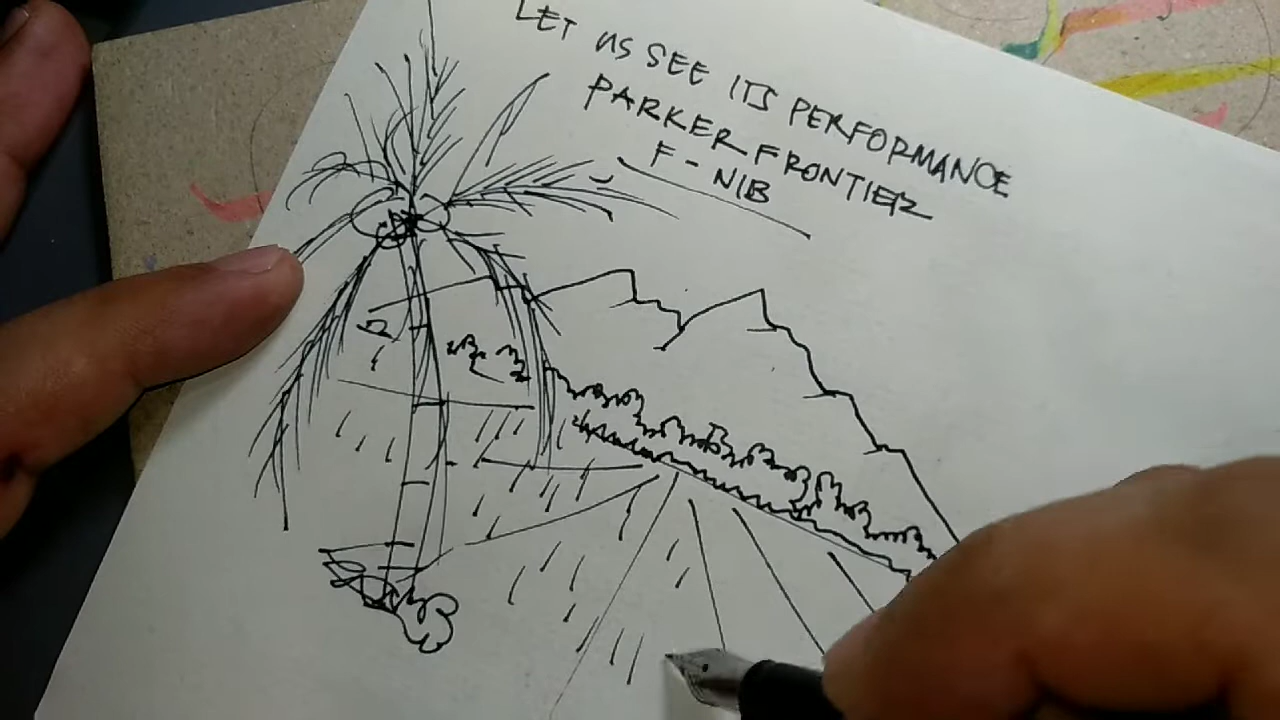 LET US SEE ITS PERFORMANCE
PARKER FRONTIER
F - NIB